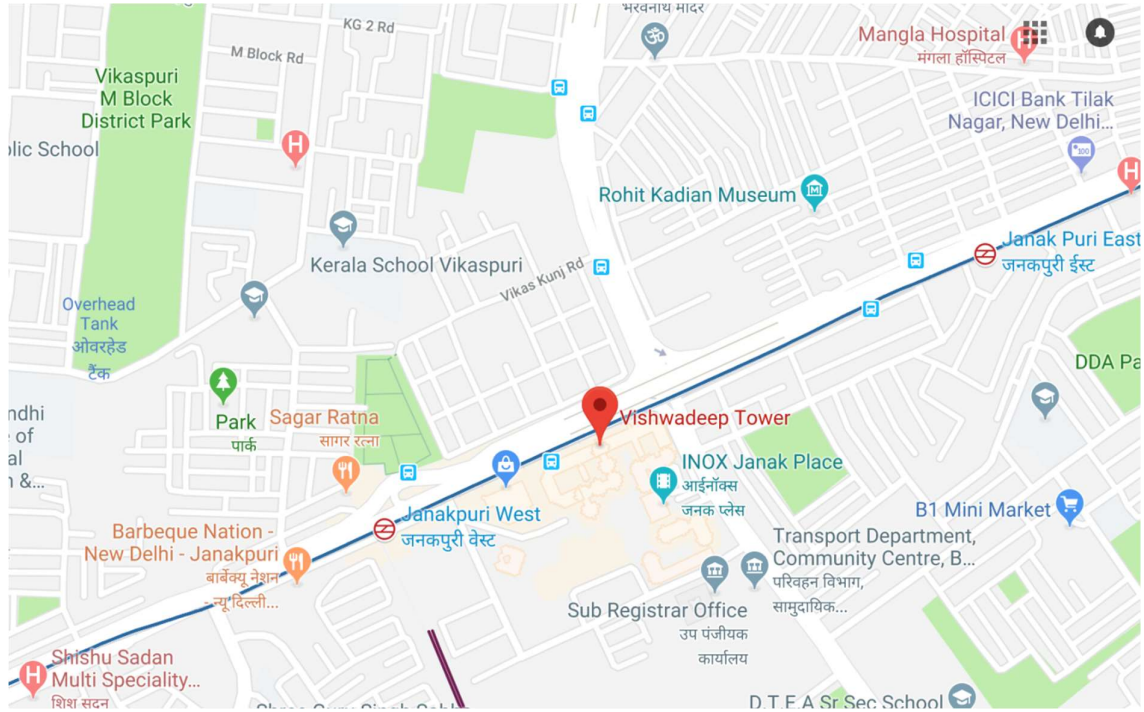 भैरवनाथ मंदिर
KG 2 Rd
Mangla Hospital
मंगला हॉस्पिटल
H
M Block Rd
Vikaspuri
M Block
District Park
ICICI Bank Tilak
Nagar, New Delhi...
100
H
School
H
Rohit Kadian Museum
Janak Puri East
जनकपुरी ईस्ट
Kerala School Vikaspuri
Vikas Kunj Rd
Overhead
Tank
ओवरहेड
टैंक
DDA Pa
Park
पार्क
Sagar Ratna
सागर रत्ना
Vishwadeep Tower
ndhi
of
al
n &...
INOX Janak Place
आईनॉक्स
जनक प्लेस
B1 Mini Market
Janakpuri West
जनकपुरी वेस्ट
Barbeque Nation -
New Delhi - Janakpuri
बार्बेक्यू नेशन
- न्यू दिल्ली...
Transport Department,
Community Centre, B...
परिवहन विभाग,
सामुदायिक...
Sub Registrar Office
उप पंजीयक
कार्यालय
H
Shishu Sadan
Multi Speciality...
D.T.E.A Sr Sec School